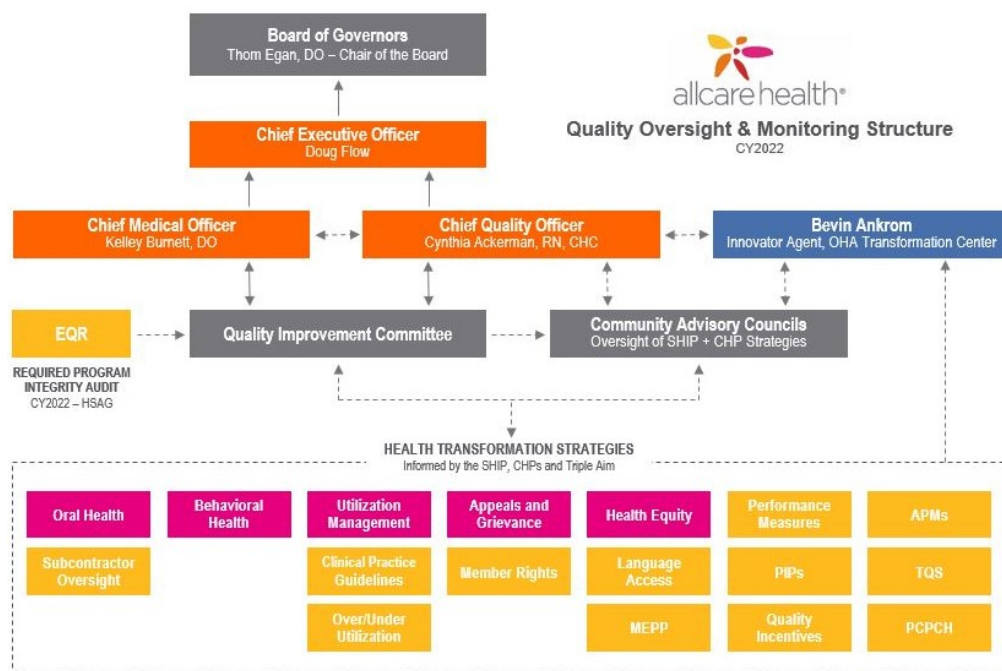 Board of Governors
Thom Egan, DO – Chair of the Board
allcarehealth®
Quality Oversight & Monitoring Structure
CY2022
Chief Executive Officer
Doug Flow
Chief Medical Officer
Kelley Burnett, DO
Chief Quality Officer
Cynthia Ackerman, RN, CHC
Bevin Ankrom
Innovator Agent, OHA Transformation Center
EQR
REQUIRED PROGRAM
INTEGRITY AUDIT
CY2022 – HSAG
Quality Improvement Committee
Community Advisory Councils
Oversight of SHIP + CHP Strategies
HEALTH TRANSFORMATION STRATEGIES
Informed by the SHIP, CHPs and Triple Aim
Oral Health
Behavioral
Health
Utilization
Management
Appeals and
Grievance
Health Equity
Performance
Measures
APMs
Subcontractor
Oversight
Clinical Practice
Guidelines
Member Rights
Language
Access
PIPs
TQS
Over/Under
Utilization
MEPP
Quality
Incentives
PCPCH